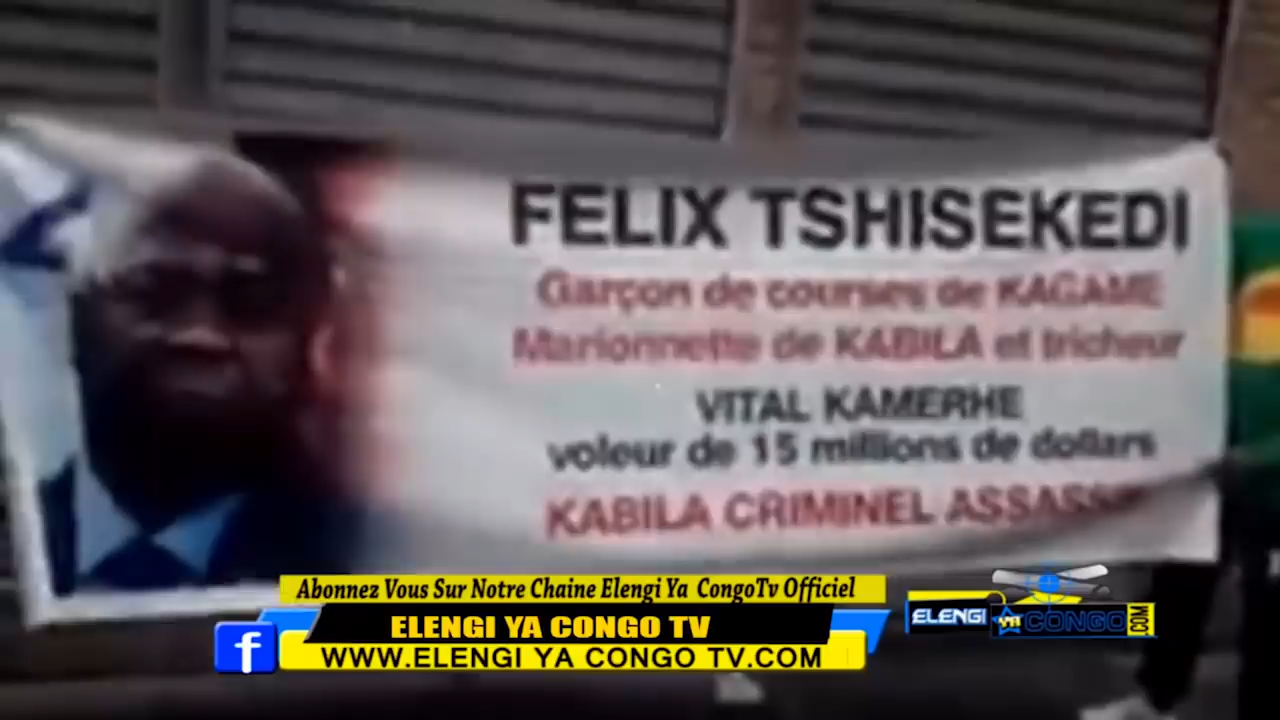 FELIX TSHISEKEDI
Garçon de courses de KAGAME
Marionnette de KABILA et tricheur
VITAL KAMERHE
voleur de 15 millions de dollars
KABILA CRIMINEL
Abonnez Vous Sur Notre Chaine Elengi Ya CongoTv Officiel
ELENGI YA CONGO TV
f
WWW.ELENGI YA CONGO TV.COM
ELENGI YA CONGO.COM